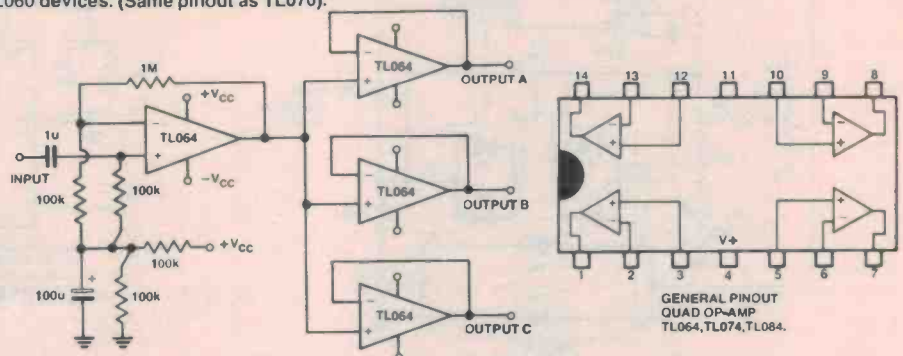 L060 devices. (Same pinout as TL070).
1M
+VCC
TL064
1u
INPUT
100k
100k
-VCC
+VCC
100k
100u
+
100k
TL064
OUTPUT A
TL064
OUTPUT B
TL064
OUTPUT C
14 13 12 11 10 9 8
V+
1 2 3 4 5 6 7
GENERAL PINOUT
QUAD OP-AMP
TL064, TL074, TL084.